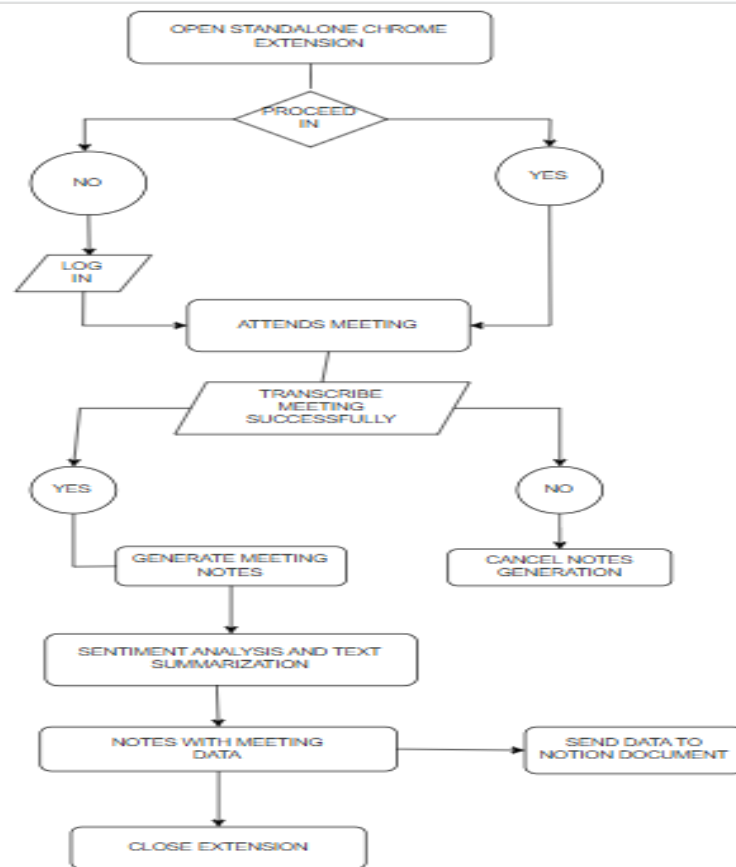 OPEN STANDALONE CHROME
EXTENSION
PROCEED
IN
NO
YES
LOG
IN
ATTENDS MEETING
TRANSCRIBE
MEETING
SUCCESSFULLY
YES
NO
GENERATE MEETING
NOTES
CANCEL NOTES
GENERATION
SENTIMENT ANALYSIS AND TEXT
SUMMARIZATION
NOTES WITH MEETING
DATA
SEND DATA TO
NOTION DOCUMENT
CLOSE EXTENSION